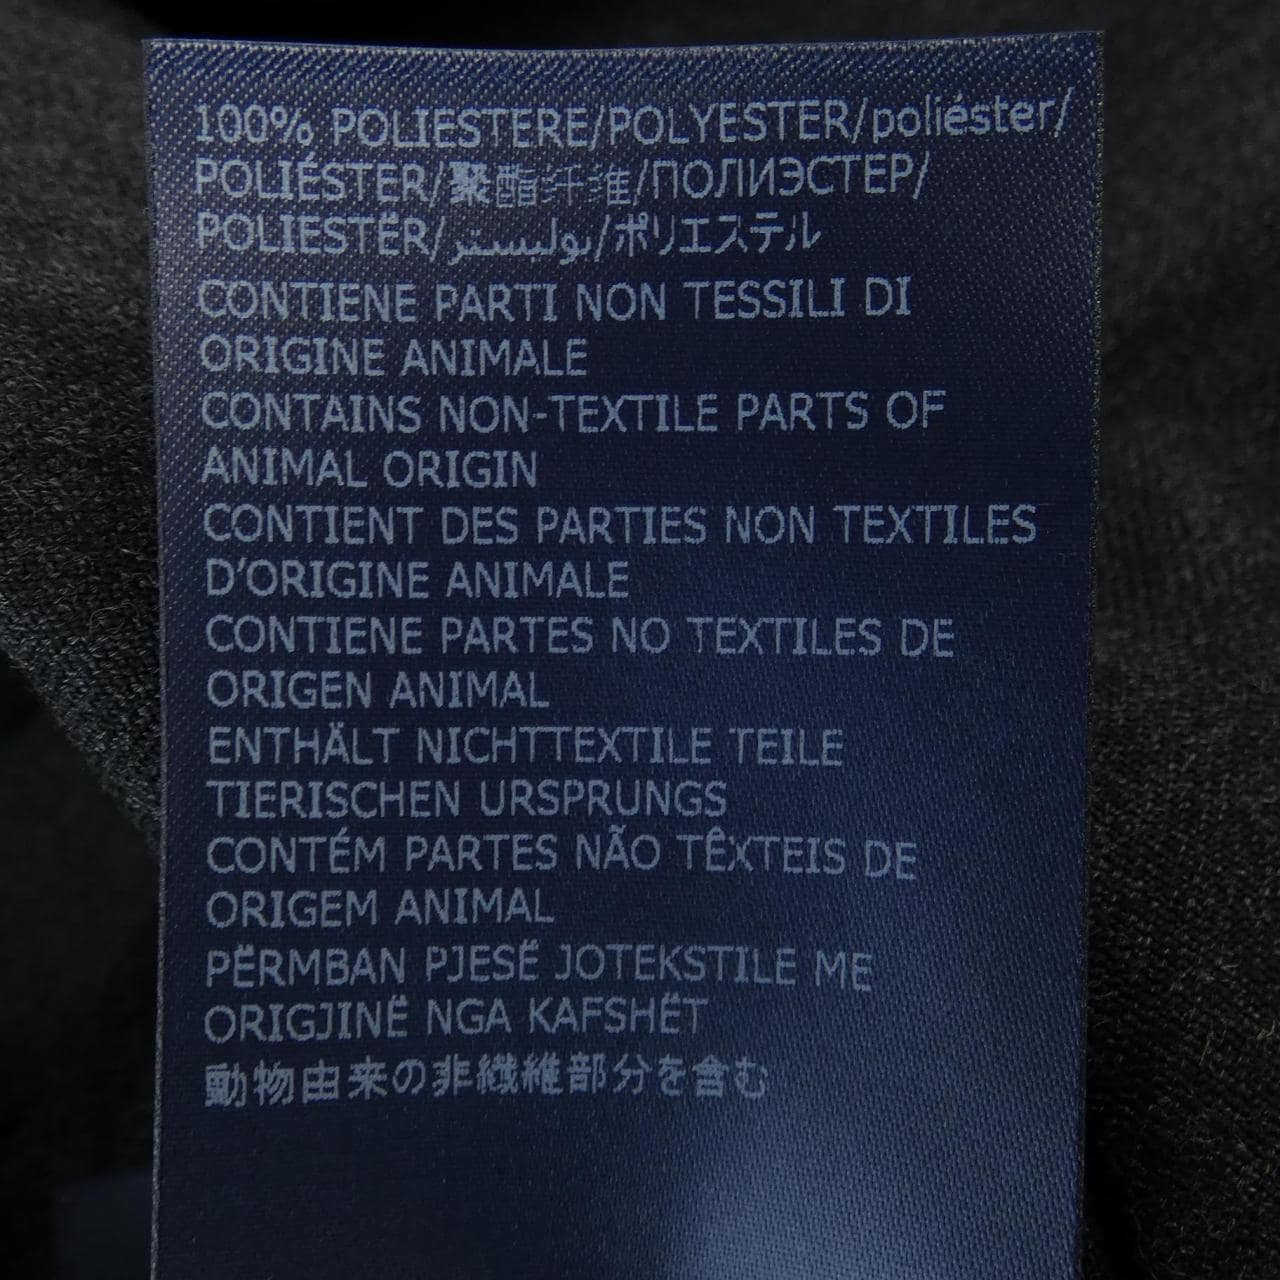 100% POLIESTERE/POLYESTER/poliéster/
POLIÉSTER/聚酯纤维/ПОЛИЭСТЕР/
POLIESTËR/بوليستر/ポリエステル
CONTIENE PARTI NON TESSILI DI
ORIGINE ANIMALE
CONTAINS NON-TEXTILE PARTS OF
ANIMAL ORIGIN
CONTIENT DES PARTIES NON TEXTILES
D'ORIGINE ANIMALE
CONTIENE PARTES NO TEXTILES DE
ORIGEN ANIMAL
ENTHÄLT NICHTTEXTILE TEILE
TIERISCHEN URSPRUNGS
CONTÉM PARTES NÃO TÊXTEIS DE
ORIGEM ANIMAL
PËRMBAN PJESË JOTEKSTILE ME
ORIGJINË NGA KAFSHËT
動物由来の非繊維部分を含む